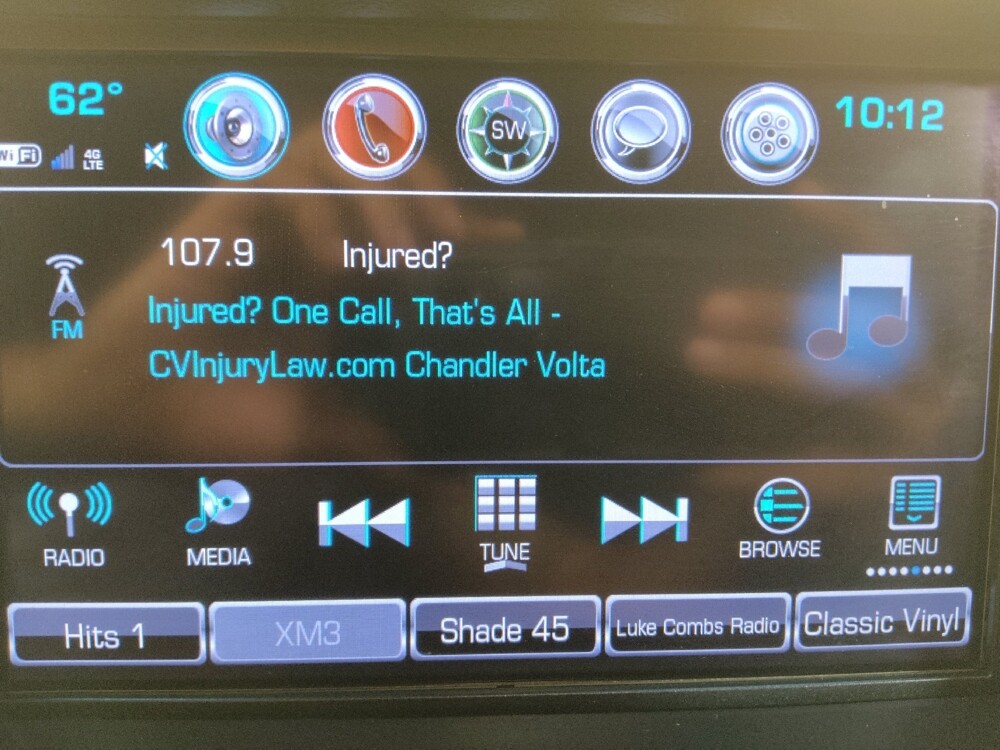 62°
10:12
WiFi
4G
LTE
SW
107.9 Injured?
FM
Injured? One Call, That's All -
CVInjuryLaw.com Chandler Volta
RADIO
MEDIA
TUNE
BROWSE
MENU
Hits 1
XM3
Shade 45
Luke Combs Radio
Classic Vinyl